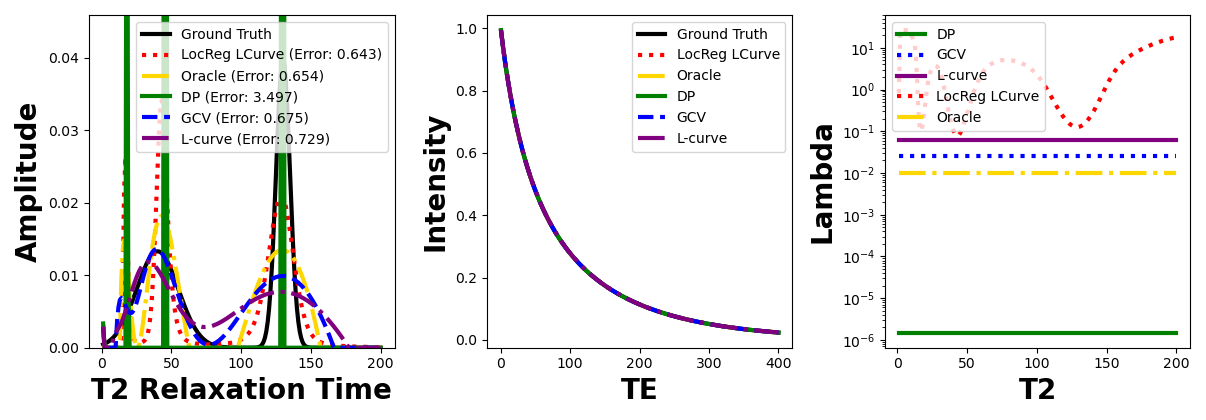 Amplitude
0.04
0.03
0.02
0.01
0.00
0
50
100
150
200
T2 Relaxation Time
Ground Truth
LocReg LCurve (Error: 0.643)
Oracle (Error: 0.654)
DP (Error: 3.497)
GCV (Error: 0.675)
L-curve (Error: 0.729)
Intensity
1.0
0.8
0.6
0.4
0.2
0.0
0
100
200
300
400
TE
Ground Truth
LocReg LCurve
Oracle
DP
GCV
L-curve
Lambda
10¹
10⁰
10⁻¹
10⁻²
10⁻³
10⁻⁴
10⁻⁵
10⁻⁶
0
50
100
150
200
T2
DP
GCV
L-curve
LocReg LCurve
Oracle